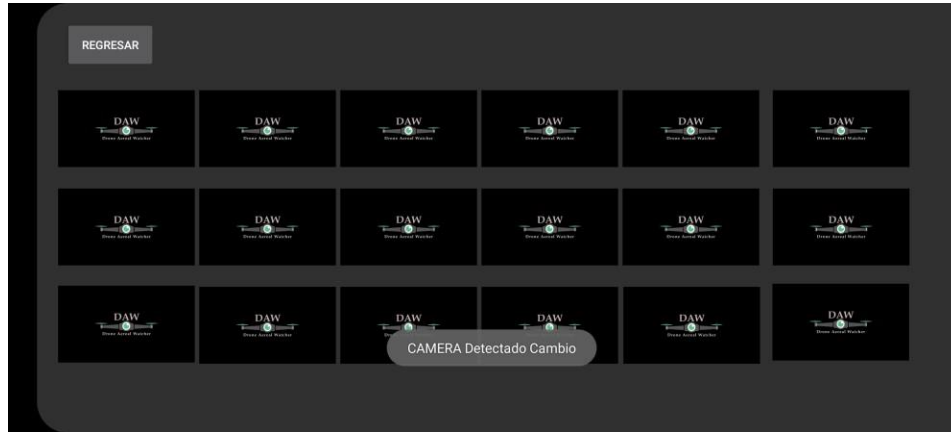 REGRESAR
DAW DAW DAW DAW DAW DAW
Drone Aereal Watcher Drone Aereal Watcher Drone Aereal Watcher Drone Aereal Watcher Drone Aereal Watcher Drone Aereal Watcher
DAW DAW DAW DAW DAW DAW
Drone Aereal Watcher Drone Aereal Watcher Drone Aereal Watcher Drone Aereal Watcher Drone Aereal Watcher Drone Aereal Watcher
DAW DAW DAW DAW DAW DAW
Drone Aereal Watcher Drone Aereal Watcher Drone Aereal Watcher
CAMERA Detectado Cambio